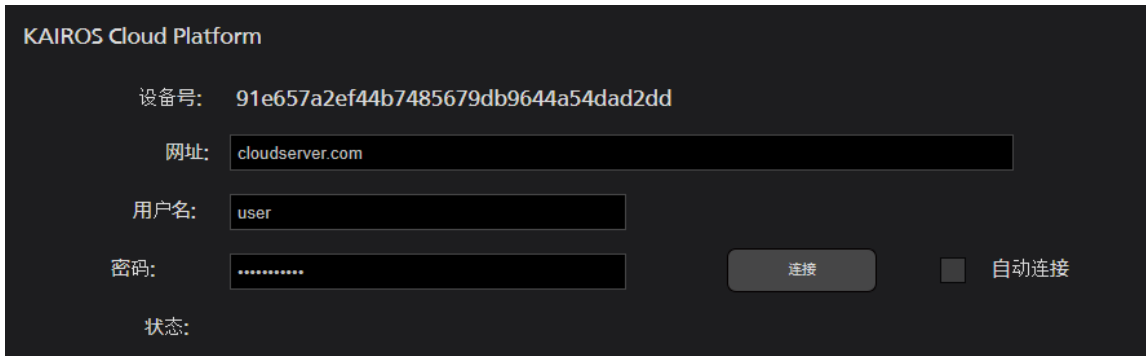 KAIROS Cloud Platform
设备号: 91e657a2ef44b7485679db9644a54dad2dd
网址: cloudserver.com
用户名: user
密码: •••••••••••
连接 自动连接
状态: